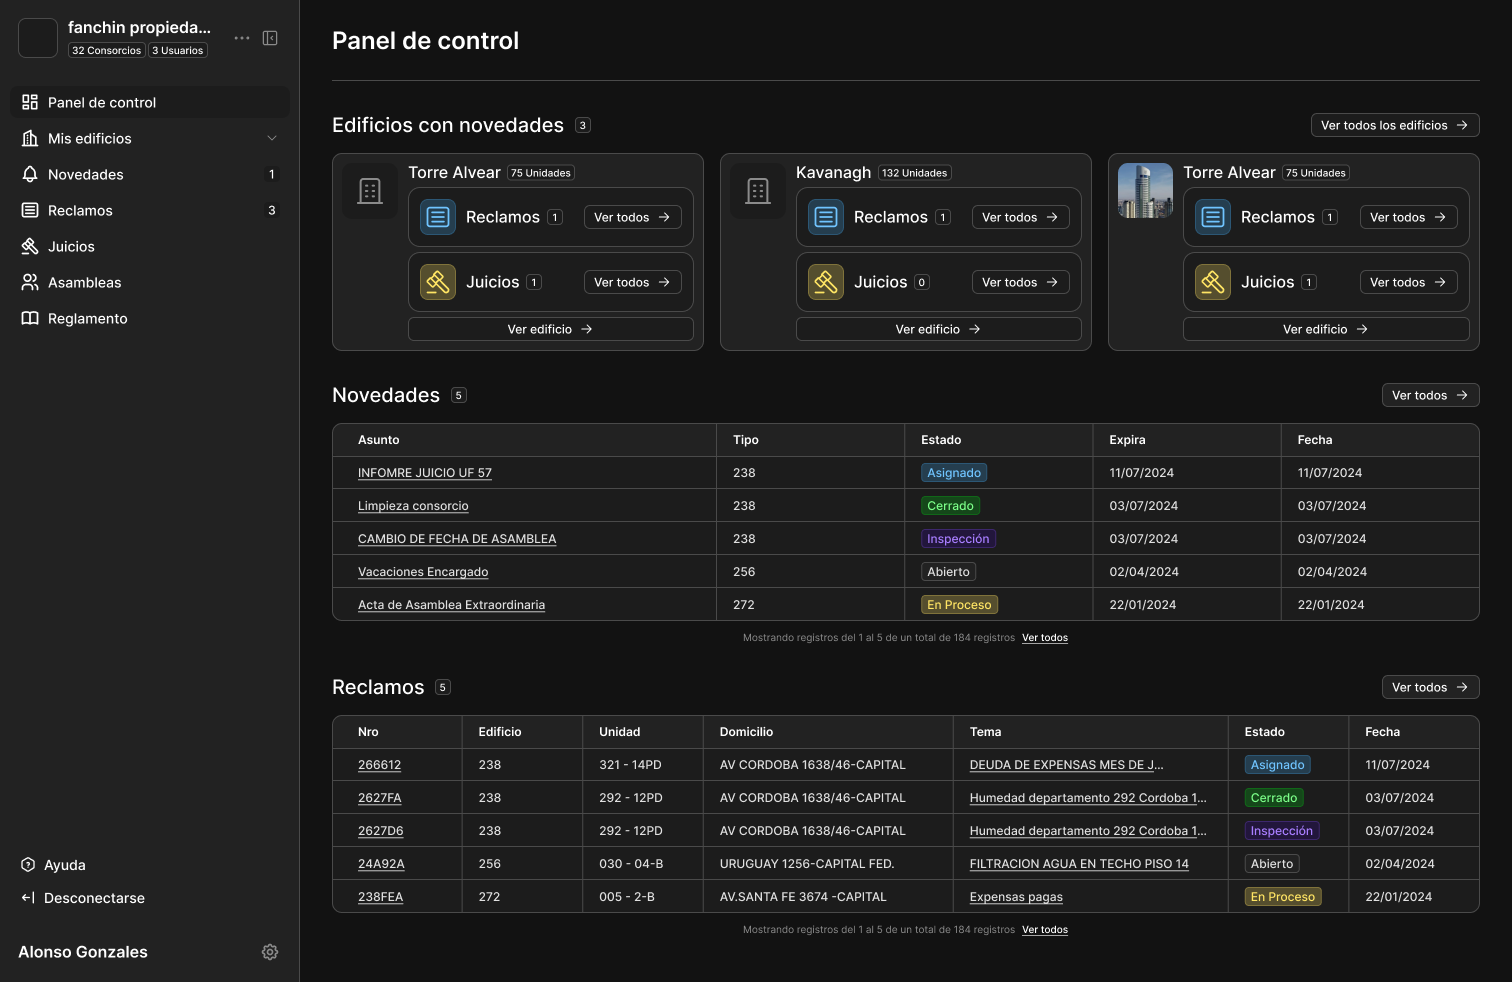 fanchin propieda...
32 Consorcios 3 Usuarios
Panel de control
Mis edificios
Novedades 1
Reclamos 3
Juicios
Asambleas
Reglamento
Ayuda
Desconectarse
Alonso Gonzales
Panel de control
Edificios con novedades 3 Ver todos los edificios
Torre Alvear 75 Unidades
Reclamos 1 Ver todos
Juicios 1 Ver todos
Ver edificio
Kavanagh 132 Unidades
Reclamos 1 Ver todos
Juicios 0 Ver todos
Ver edificio
Torre Alvear 75 Unidades
Reclamos 1 Ver todos
Juicios 1 Ver todos
Ver edificio
Novedades 5 Ver todos
Asunto Tipo Estado Expira Fecha
INFOMRE JUICIO UF 57 238 Asignado 11/07/2024 11/07/2024
Limpieza consorcio 238 Cerrado 03/07/2024 03/07/2024
CAMBIO DE FECHA DE ASAMBLEA 238 Inspección 03/07/2024 03/07/2024
Vacaciones Encargado 256 Abierto 02/04/2024 02/04/2024
Acta de Asamblea Extraordinaria 272 En Proceso 22/01/2024 22/01/2024
Mostrando registros del 1 al 5 de un total de 184 registros Ver todos
Reclamos 5 Ver todos
Nro Edificio Unidad Domicilio Tema Estado Fecha
266612 238 321 - 14PD AV CORDOBA 1638/46-CAPITAL DEUDA DE EXPENSAS MES DE J... Asignado 11/07/2024
2627FA 238 292 - 12PD AV CORDOBA 1638/46-CAPITAL Humedad departamento 292 Cordoba 1... Cerrado 03/07/2024
2627D6 238 292 - 12PD AV CORDOBA 1638/46-CAPITAL Humedad departamento 292 Cordoba 1... Inspección 03/07/2024
24A92A 256 030 - 04-B URUGUAY 1256-CAPITAL FED. FILTRACION AGUA EN TECHO PISO 14 Abierto 02/04/2024
238FEA 272 005 - 2-B AV.SANTA FE 3674 -CAPITAL Expensas pagas En Proceso 22/01/2024
Mostrando registros del 1 al 5 de un total de 184 registros Ver todos